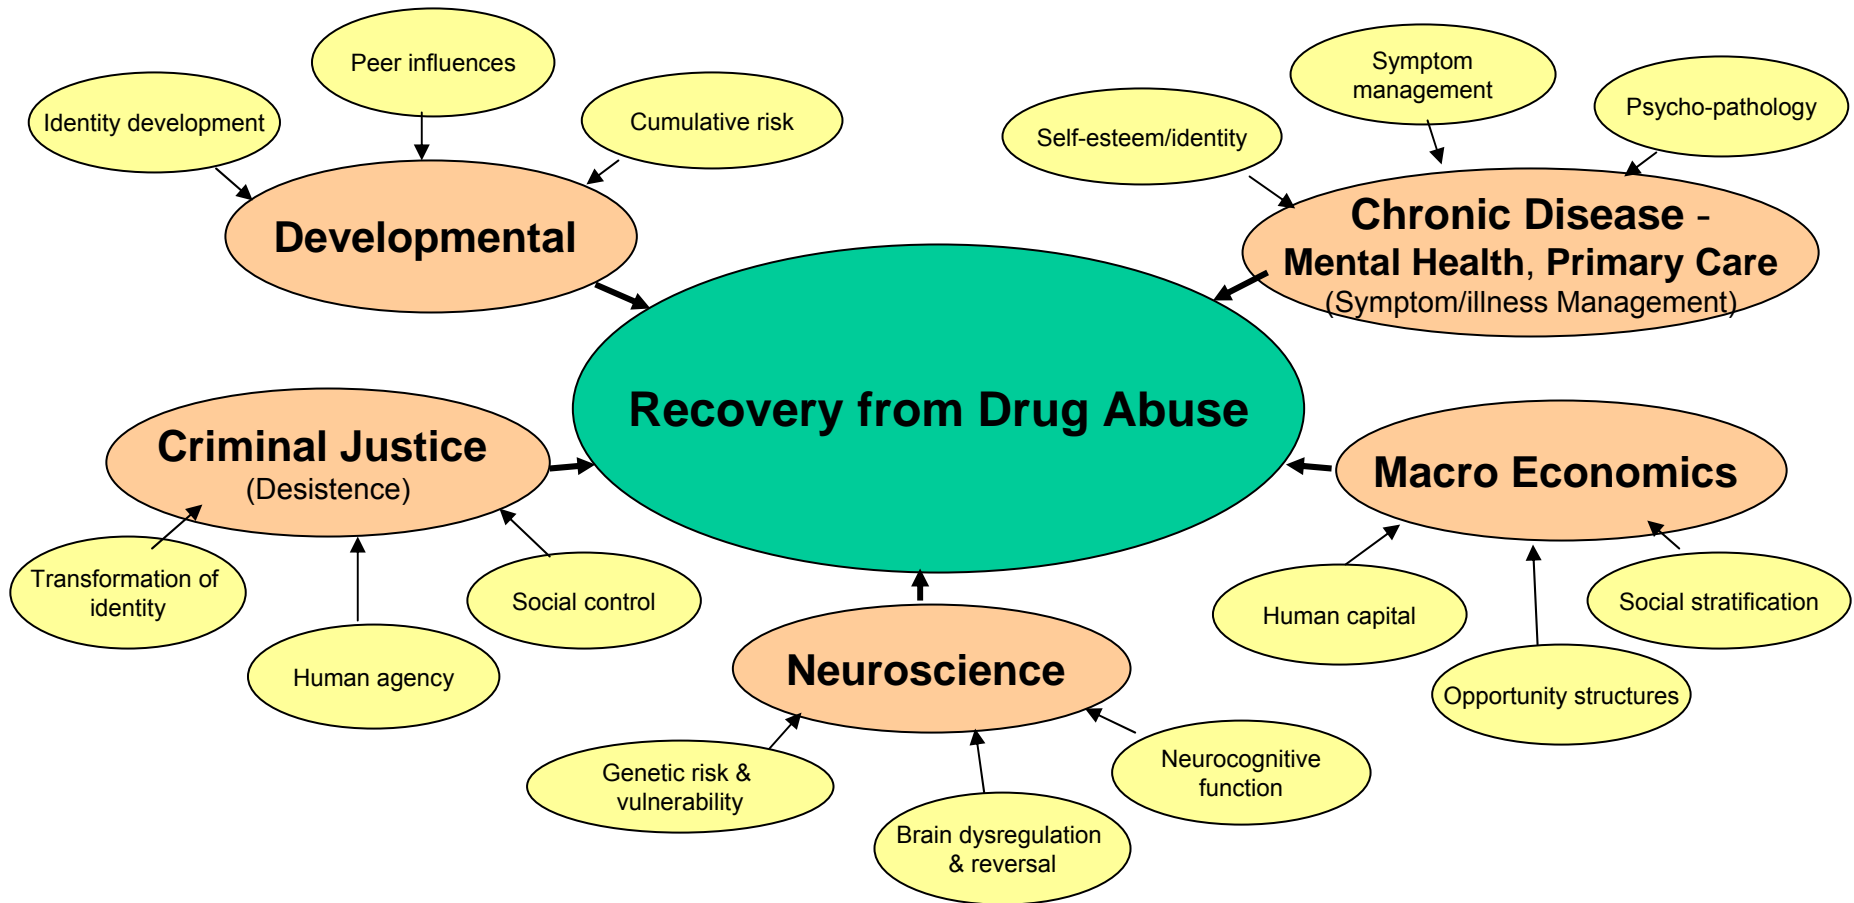 Peer influences
Identity development
Cumulative risk
Developmental
Symptom
management
Psycho-pathology
Self-esteem/identity
Chronic Disease -
Mental Health, Primary Care
(Symptom/illness Management)
Recovery from Drug Abuse
Criminal Justice
(Desistence)
Transformation of
identity
Human agency
Social control
Macro Economics
Human capital
Social stratification
Opportunity structures
Neuroscience
Genetic risk &
vulnerability
Brain dysregulation
& reversal
Neurocognitive
function